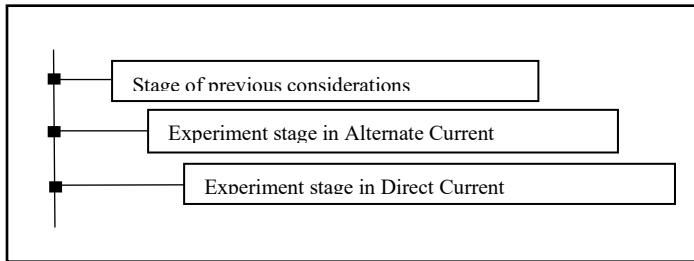 Stage of previous considerations
Experiment stage in Alternate Current
Experiment stage in Direct Current